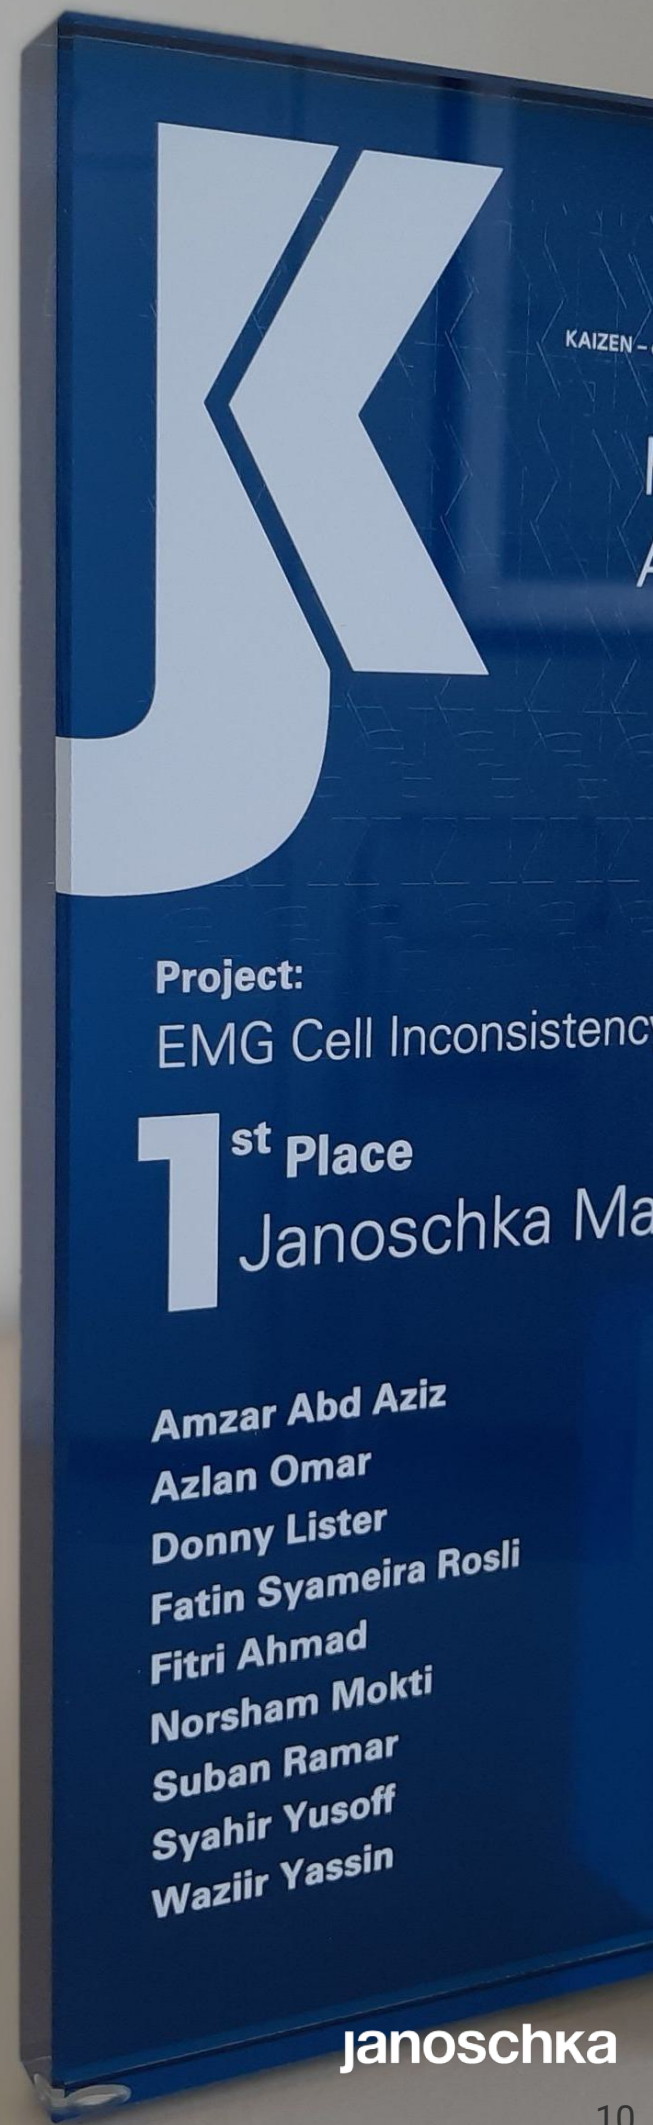 KAIZEN –
Project:
EMG Cell Inconsistency
1st Place
Janoschka Ma
Amzar Abd Aziz
Azlan Omar
Donny Lister
Fatin Syameira Rosli
Fitri Ahmad
Norsham Mokti
Suban Ramar
Syahir Yusoff
Waziir Yassin
janoschka
10